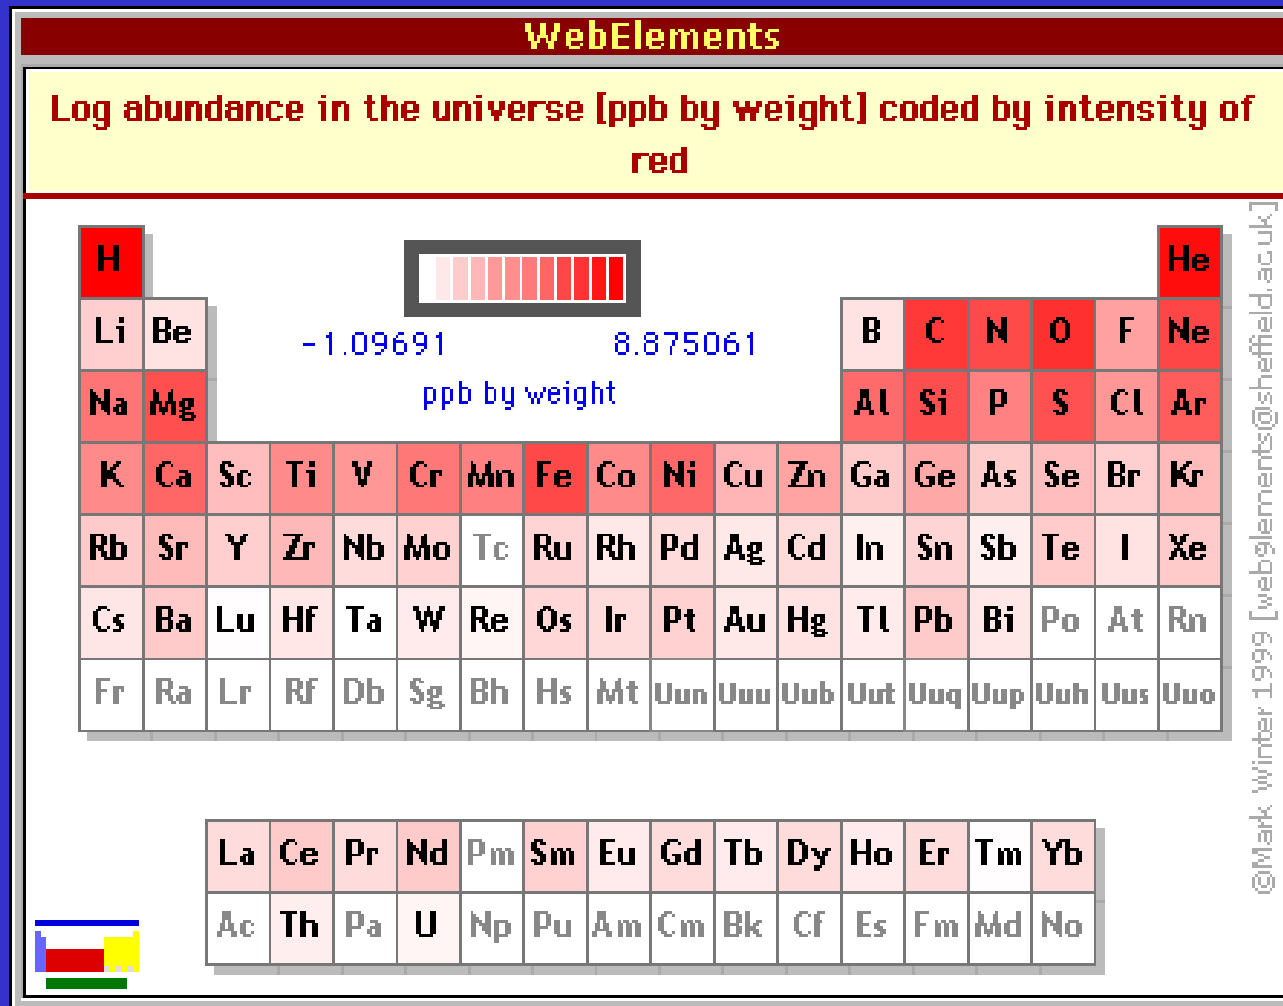 WebElements
Log abundance in the universe [ppb by weight] coded by intensity of
red
H He
-1.09691 8.875061
ppb by weight
Li Be B C N O F Ne
Na Mg Al Si P S Cl Ar
K Ca Sc Ti V Cr Mn Fe Co Ni Cu Zn Ga Ge As Se Br Kr
Rb Sr Y Zr Nb Mo Tc Ru Rh Pd Ag Cd In Sn Sb Te I Xe
Cs Ba Lu Hf Ta W Re Os Ir Pt Au Hg Tl Pb Bi Po At Rn
Fr Ra Lr Rf Db Sg Bh Hs Mt Uun Uuu Uub Uut Uuq Uup Uuh Uus Uuo
La Ce Pr Nd Pm Sm Eu Gd Tb Dy Ho Er Tm Yb
Ac Th Pa U Np Pu Am Cm Bk Cf Es Fm Md No
©Mark Winter 1999 [webelements@sheffield.ac.uk]